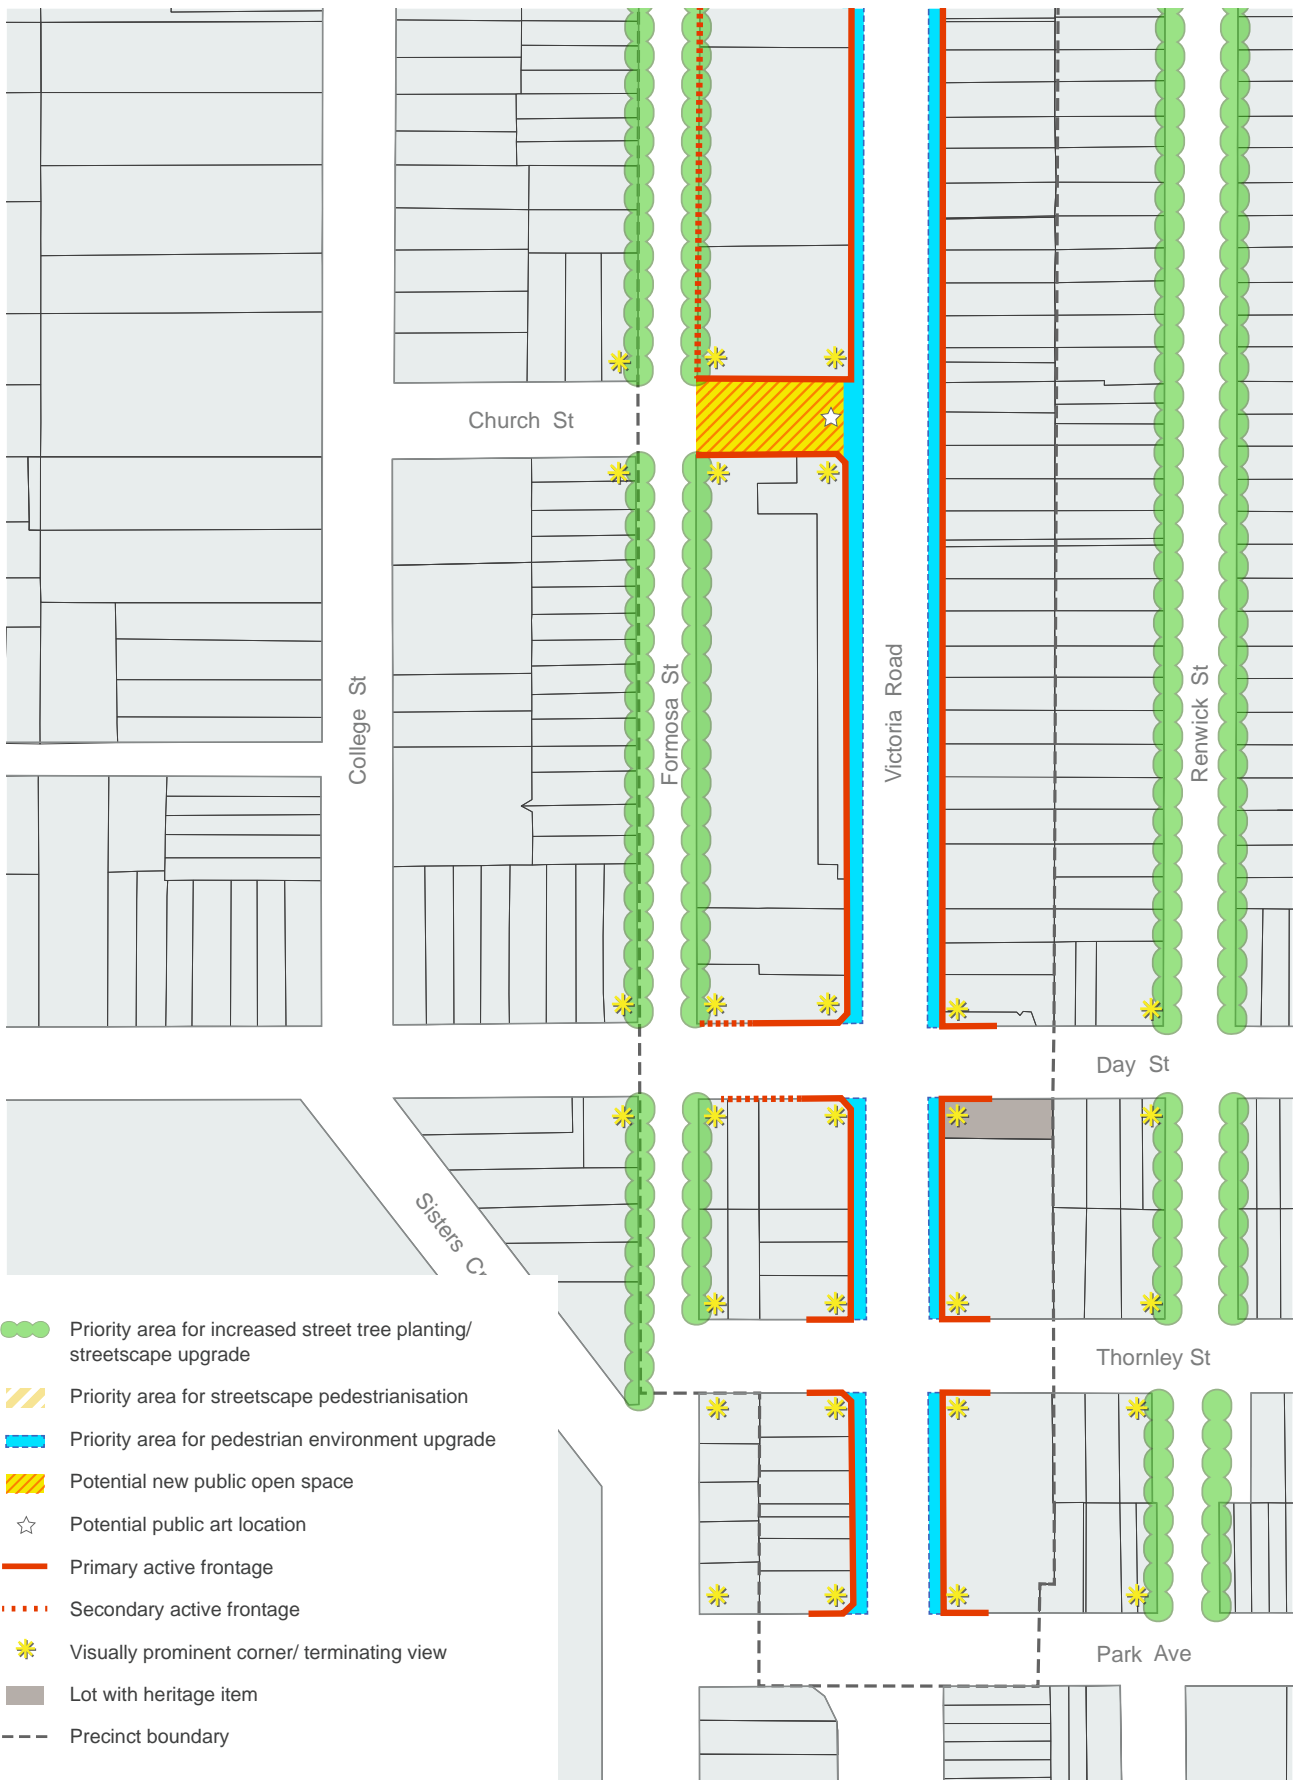 Church St
College St
Formosa St
Victoria Road
Renwick St
Day St
Sisters
Thornley St
Park Ave
Priority area for increased street tree planting/
streetscape upgrade
Priority area for streetscape pedestrianisation
Priority area for pedestrian environment upgrade
Potential new public open space
Potential public art location
Primary active frontage
Secondary active frontage
Visually prominent corner/ terminating view
Lot with heritage item
Precinct boundary